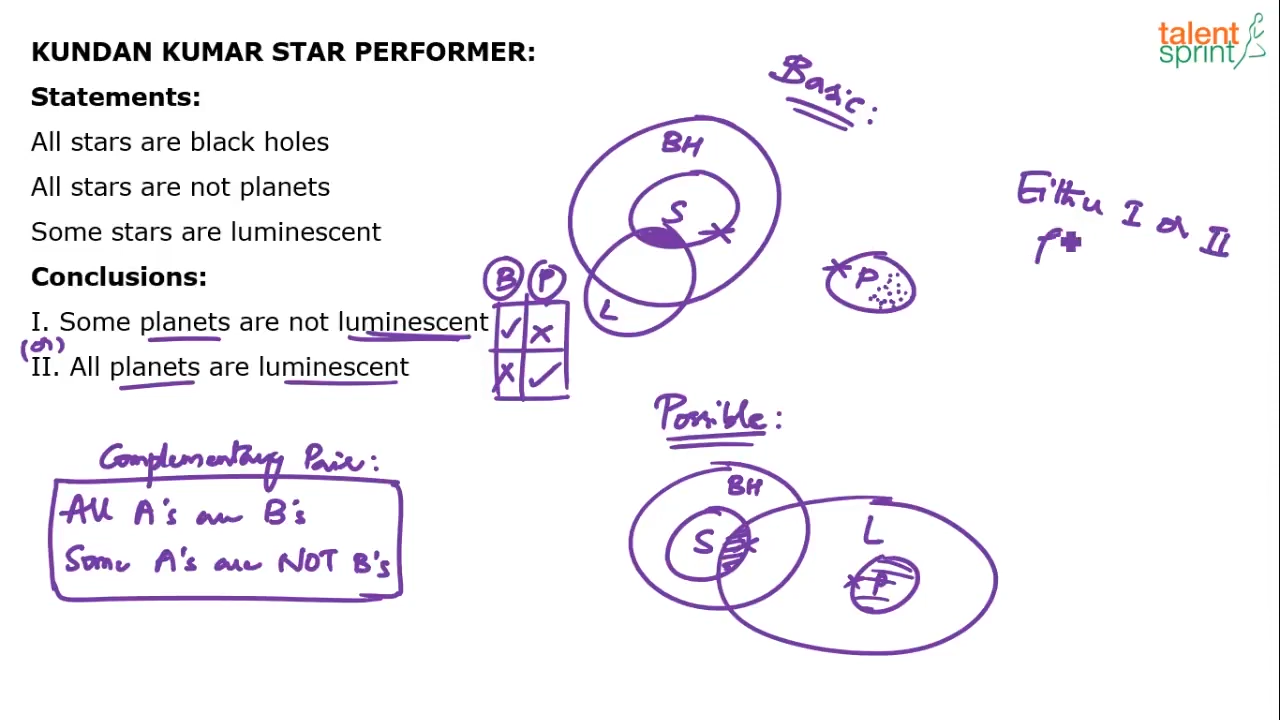 KUNDAN KUMAR STAR PERFORMER:
talent
sprint
Statements:
All stars are black holes
All stars are not planets
Some stars are luminescent
Conclusions:
I. Some planets are not luminescent
(or)
II. All planets are luminescent
B P
✓ ×
× ✓
Basic:
BH
S
L
P
Either I or II
f
Complementary Pair:
All A's are B's
Some A's are NOT B's
Possible:
BH
S
L
P